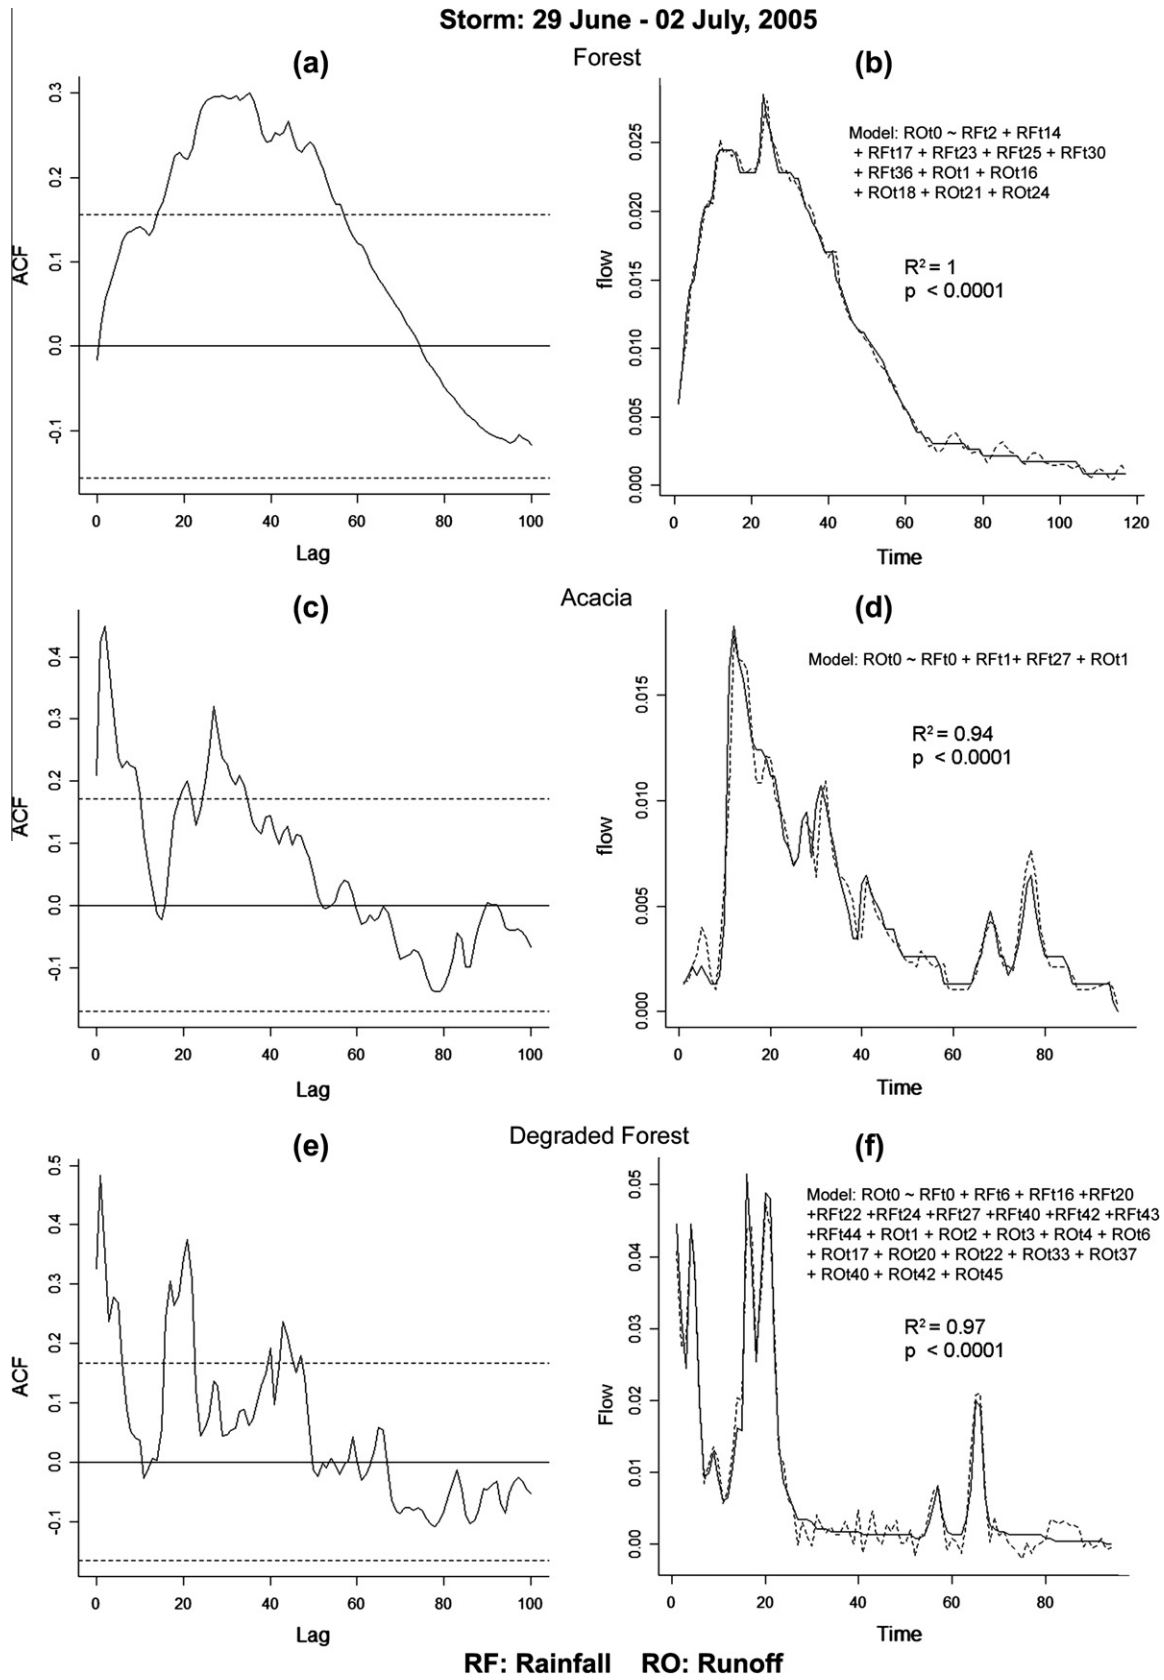 Storm: 29 June - 02 July, 2005
Forest
(a)
ACF
0.3
0.2
0.1
0.0
-0.1
0 20 40 60 80 100
Lag
(b)
flow
0.025
0.020
0.015
0.010
0.005
0.000
Model: ROt0 ~ RFt2 + RFt14
+ RFt17 + RFt23 + RFt25 + RFt30
+ RFt36 + ROt1 + ROt16
+ ROt18 + ROt21 + ROt24
R² = 1
p < 0.0001
0 20 40 60 80 100 120
Time
Acacia
(c)
ACF
0.4
0.3
0.2
0.1
0.0
-0.1
0 20 40 60 80 100
Lag
(d)
flow
0.015
0.010
0.005
0.000
Model: ROt0 ~ RFt0 + RFt1+ RFt27 + ROt1
R² = 0.94
p < 0.0001
0 20 40 60 80
Time
Degraded Forest
(e)
ACF
0.5
0.4
0.3
0.2
0.1
0.0
-0.1
0 20 40 60 80 100
Lag
(f)
Flow
0.05
0.04
0.03
0.02
0.01
0.00
Model: ROt0 ~ RFt0 + RFt6 + RFt16 +RFt20
+RFt22 +RFt24 +RFt27 +RFt40 +RFt42 +RFt43
+RFt44 + ROt1 + ROt2 + ROt3 + ROt4 + ROt6
+ ROt17 + ROt20 + ROt22 + ROt33 + ROt37
+ ROt40 + ROt42 + ROt45
R² = 0.97
p < 0.0001
0 20 40 60 80
Time
RF: Rainfall RO: Runoff